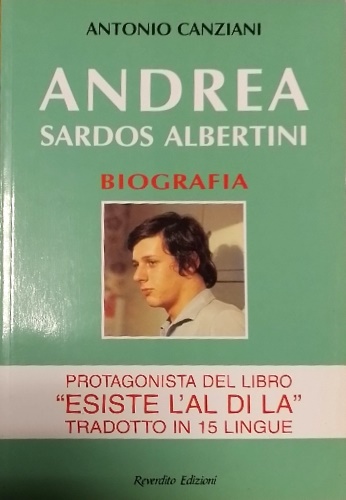 ANTONIO CANZIANI
ANDREA
SARDOS ALBERTINI
BIOGRAFIA
PROTAGONISTA DEL LIBRO
"ESISTE L'AL DI LA"
TRADOTTO IN 15 LINGUE
Reverdito Edizioni